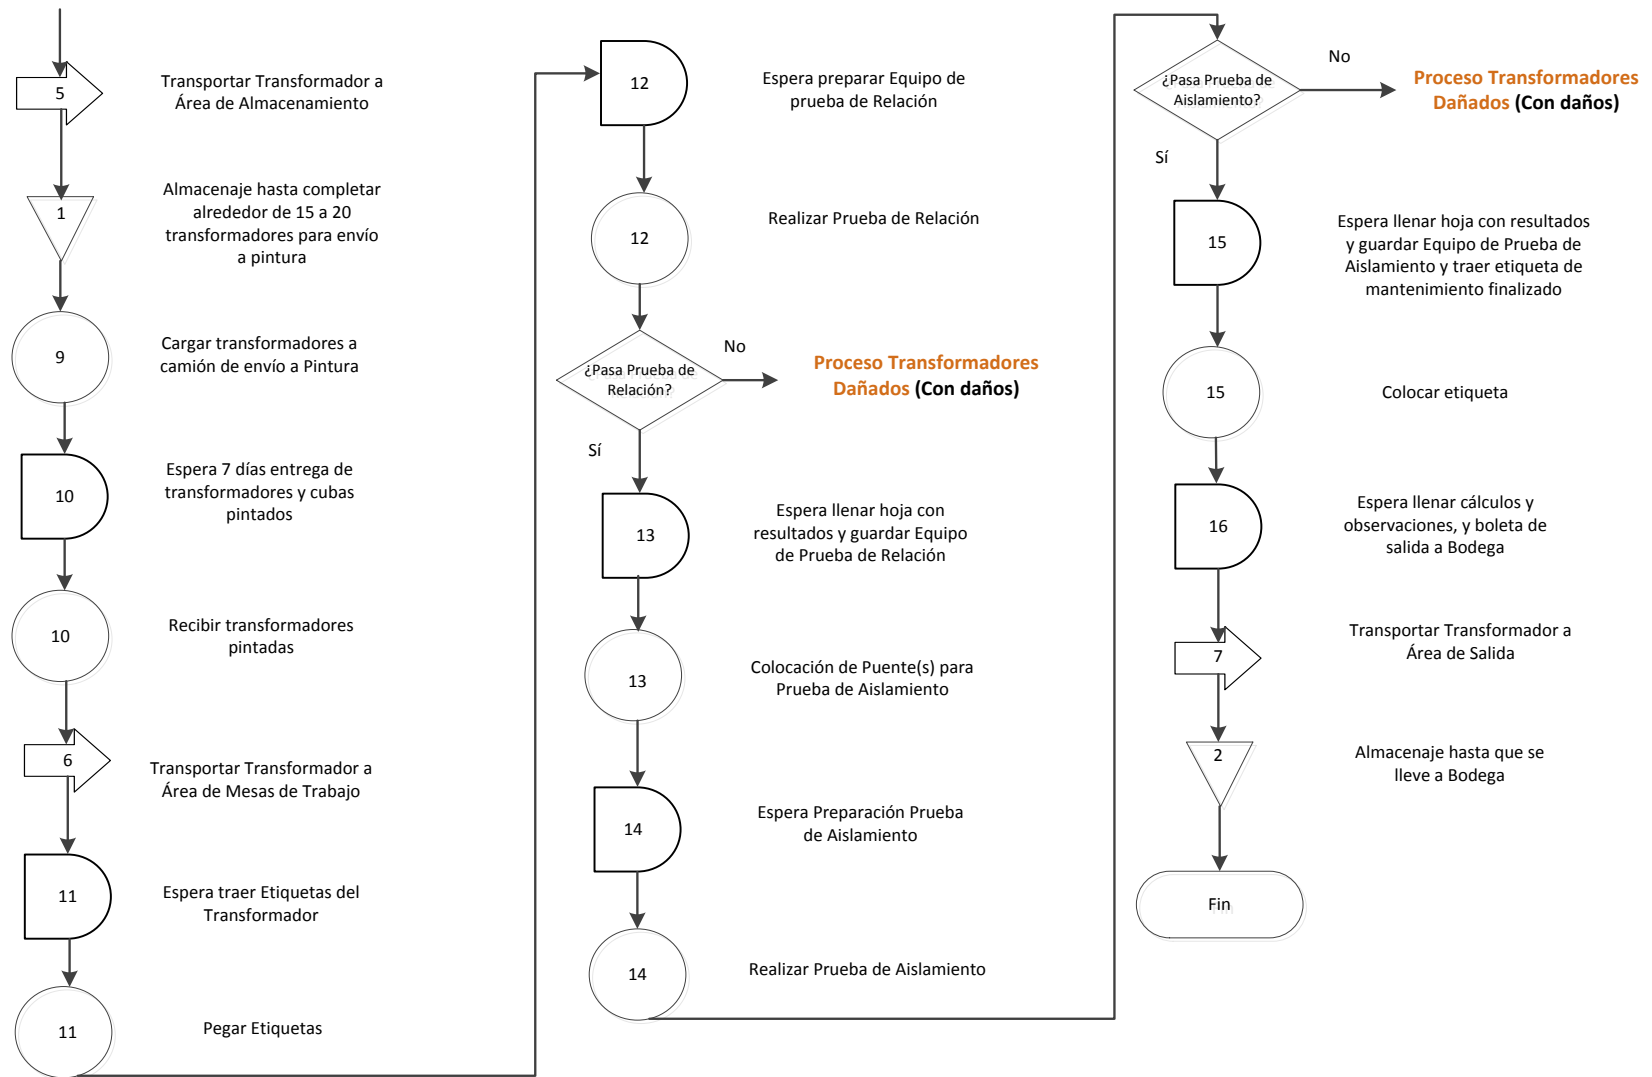 5
Transportar Transformador a
Área de Almacenamiento
1
Almacenaje hasta completar
alrededor de 15 a 20
transformadores para envío
a pintura
9
Cargar transformadores a
camión de envío a Pintura
10
Espera 7 días entrega de
transformadores y cubas
pintados
10
Recibir transformadores
pintadas
6
Transportar Transformador a
Área de Mesas de Trabajo
11
Espera traer Etiquetas del
Transformador
11
Pegar Etiquetas
12
Espera preparar Equipo de
prueba de Relación
12
Realizar Prueba de Relación
¿Pasa Prueba de
Relación?
No
Proceso Transformadores
Dañados (Con daños)
Sí
13
Espera llenar hoja con
resultados y guardar Equipo
de Prueba de Relación
13
Colocación de Puente(s) para
Prueba de Aislamiento
14
Espera Preparación Prueba
de Aislamiento
14
Realizar Prueba de Aislamiento
¿Pasa Prueba de
Aislamiento?
No
Proceso Transformadores
Dañados (Con daños)
Sí
15
Espera llenar hoja con resultados
y guardar Equipo de Prueba de
Aislamiento y traer etiqueta de
mantenimiento finalizado
15
Colocar etiqueta
16
Espera llenar cálculos y
observaciones, y boleta de
salida a Bodega
7
Transportar Transformador a
Área de Salida
2
Almacenaje hasta que se
lleve a Bodega
Fin